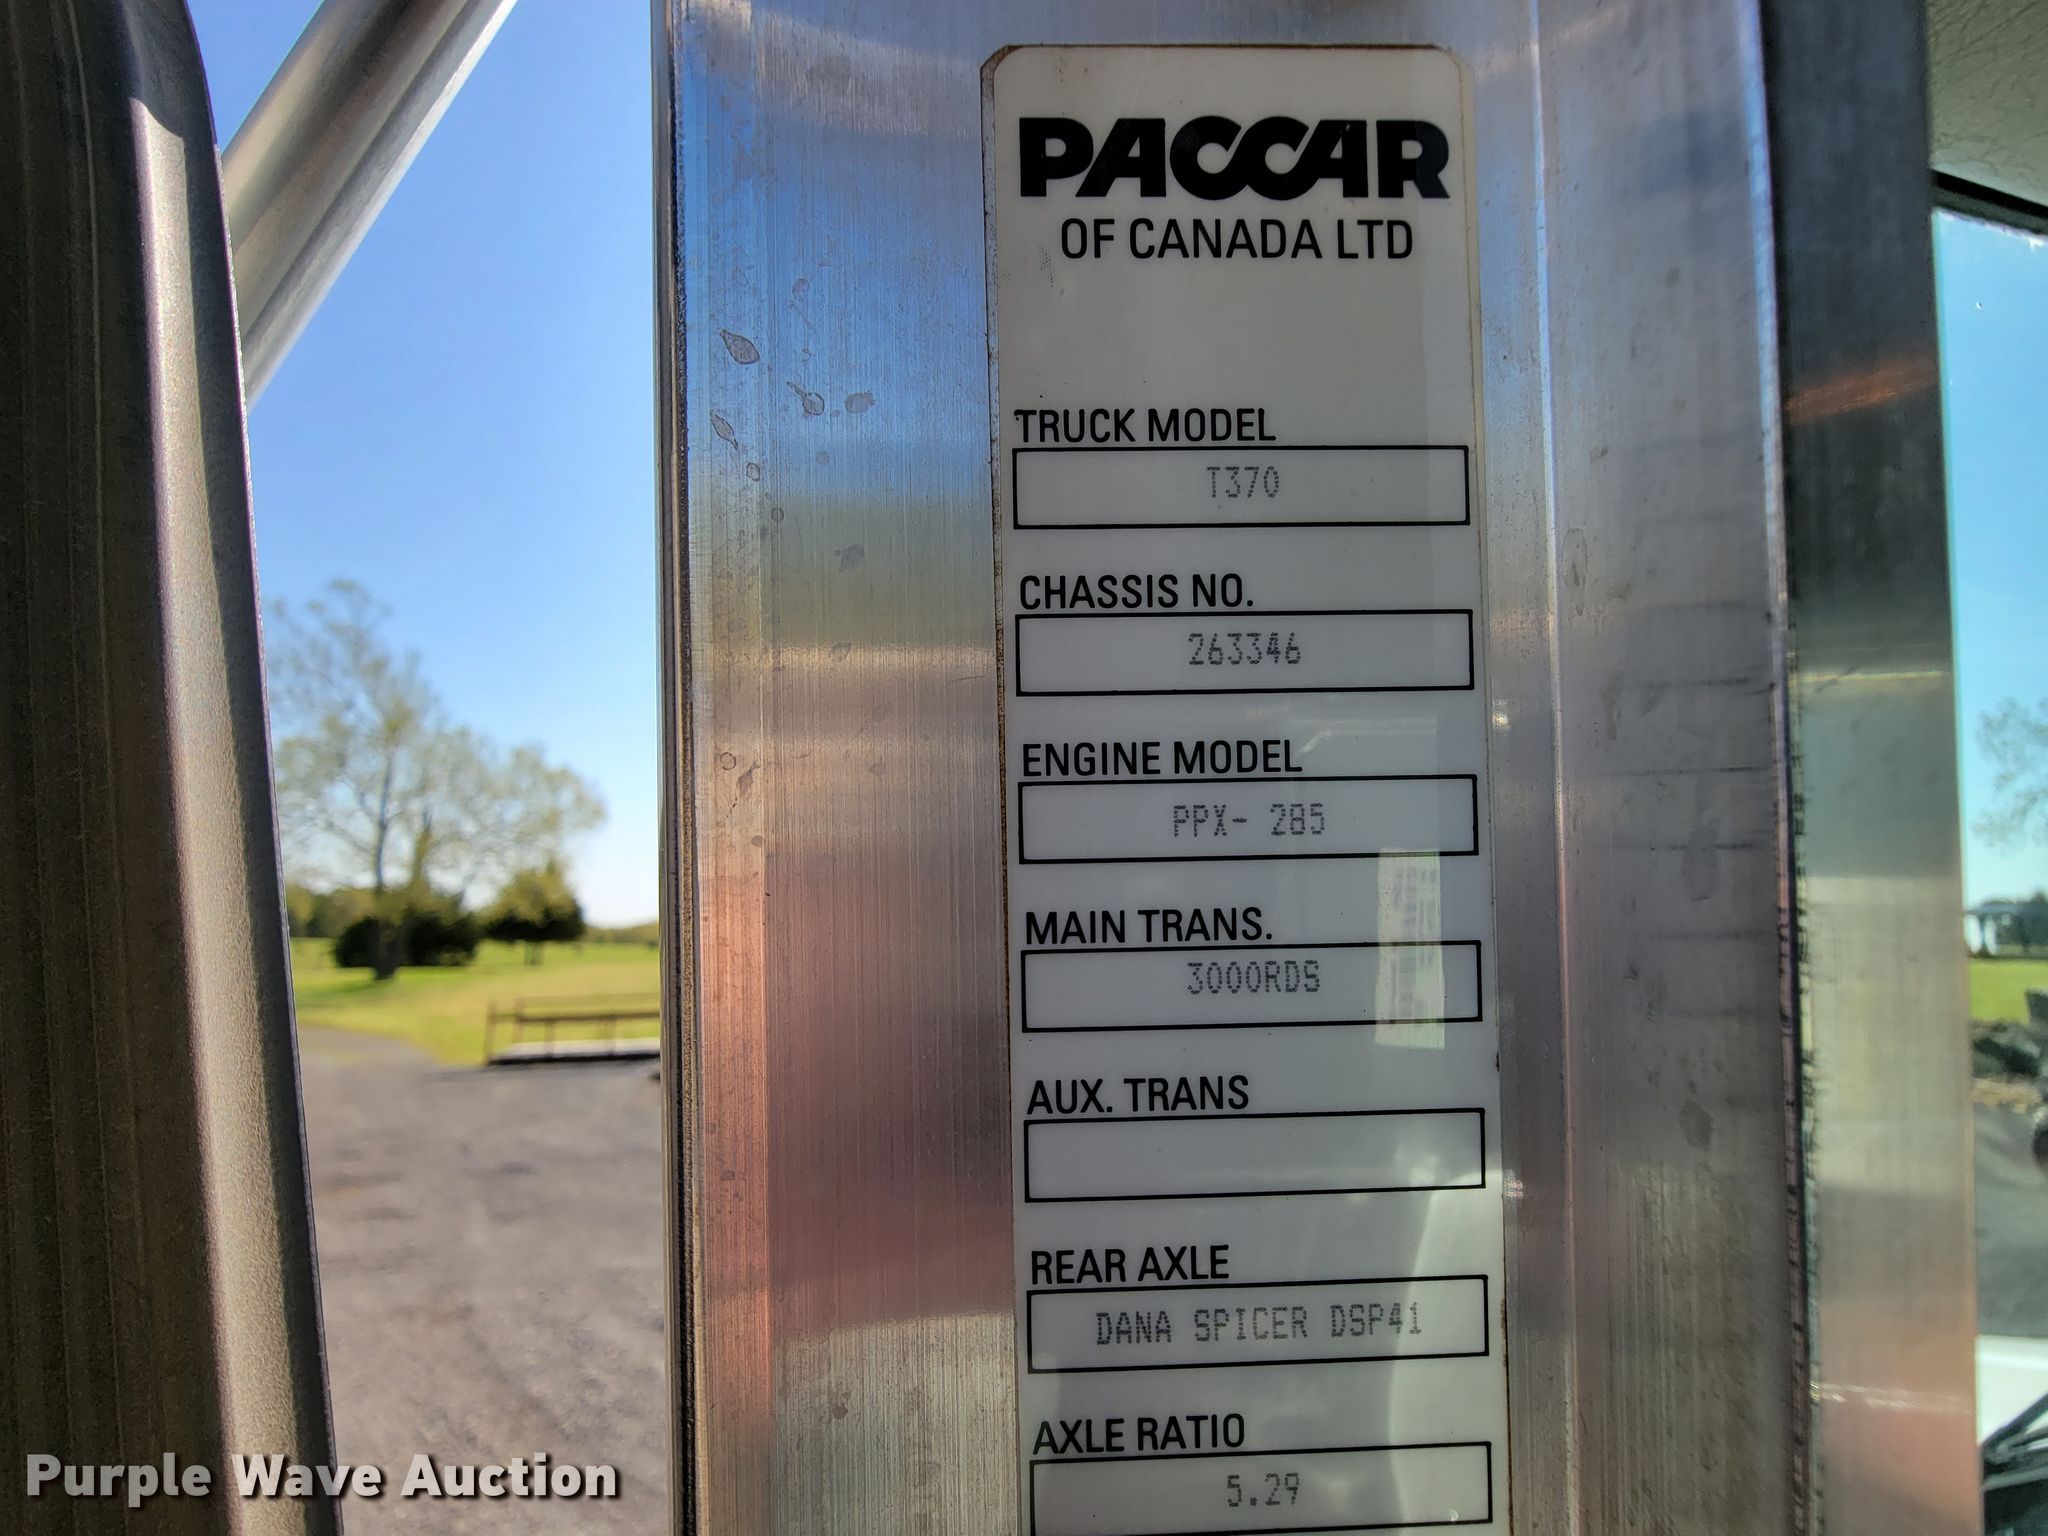 PACCAR
OF CANADA LTD
TRUCK MODEL
T370
CHASSIS NO.
263346
ENGINE MODEL
PPX- 285
MAIN TRANS.
3000RDS
AUX. TRANS
REAR AXLE
DANA SPICER DSP41
AXLE RATIO
5.29
Purple Wave Auction